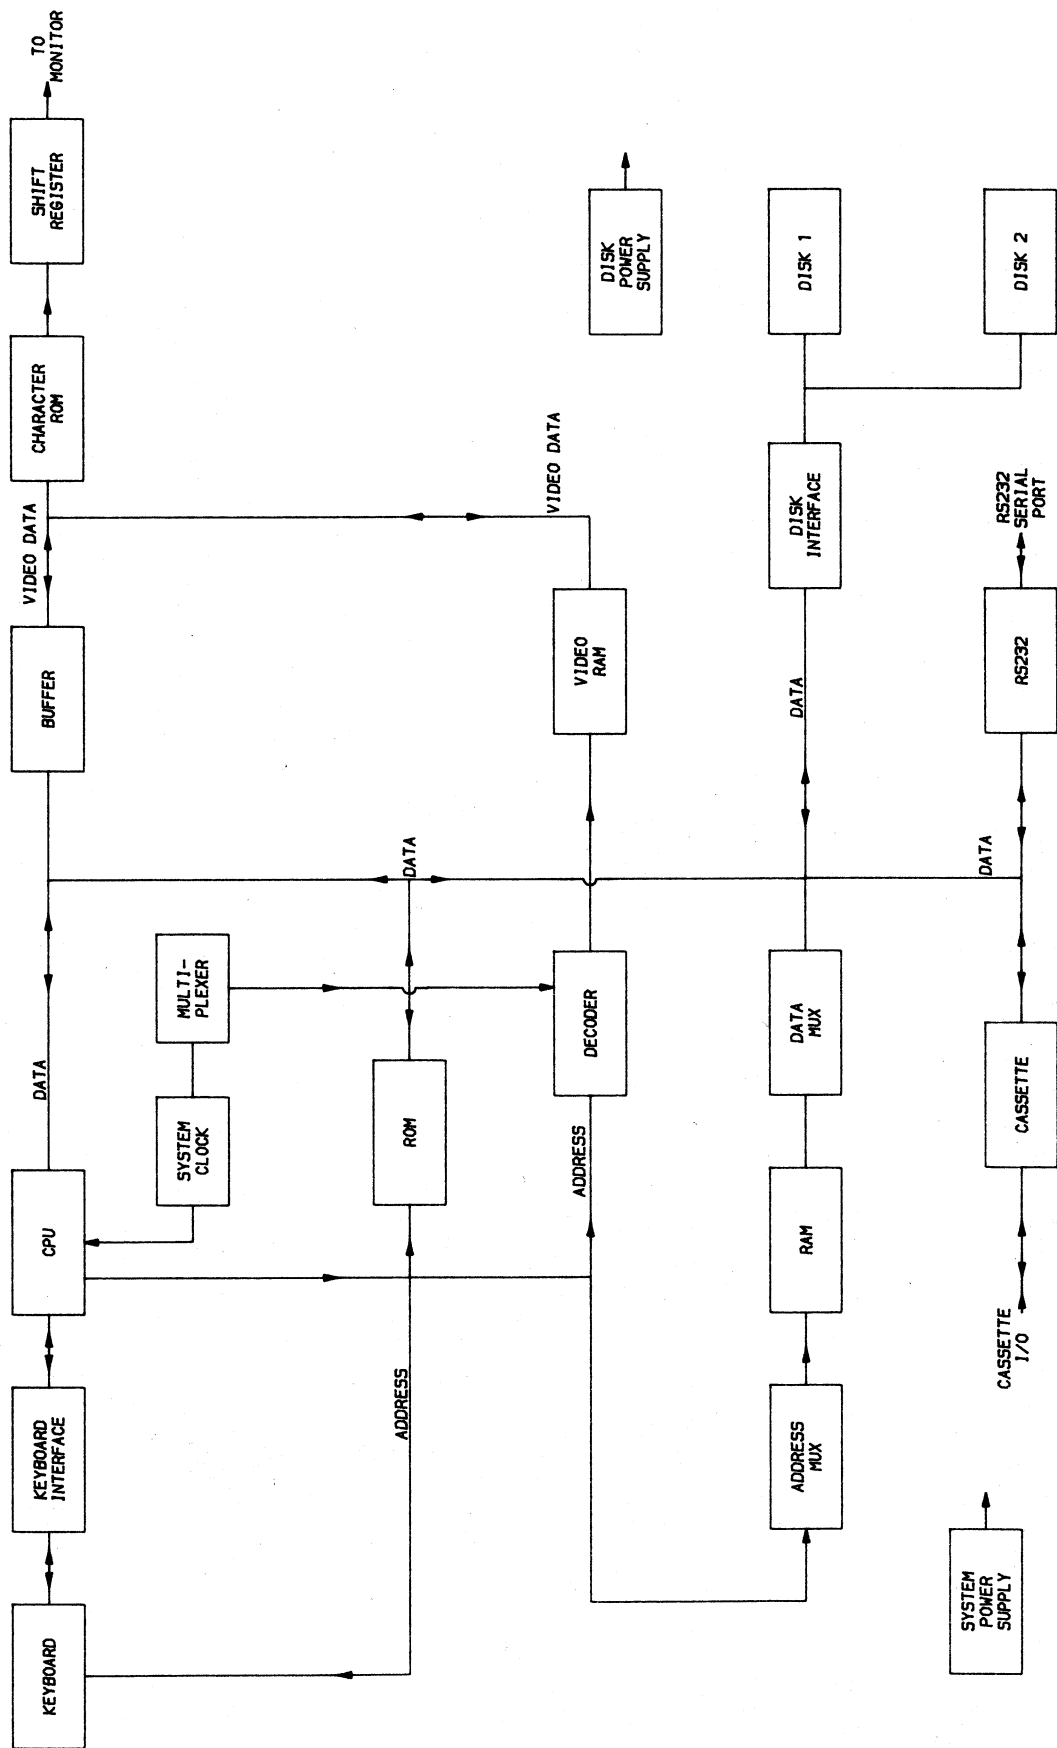 KEYBOARD
KEYBOARD
INTERFACE
CPU
DATA
BUFFER
VIDEO DATA
CHARACTER
ROM
SHIFT
REGISTER
TO
MONITOR
SYSTEM
CLOCK
MULTI-
PLEXER
ADDRESS
ROM
DATA
ADDRESS
DECODER
VIDEO
RAM
VIDEO DATA
DISK
POWER
SUPPLY
ADDRESS
MUX
RAM
DATA
MUX
DATA
DISK
INTERFACE
DISK 1
SYSTEM
POWER
SUPPLY
CASSETTE
I/O
CASSETTE
DATA
RS232
RS232
SERIAL
PORT
DISK 2